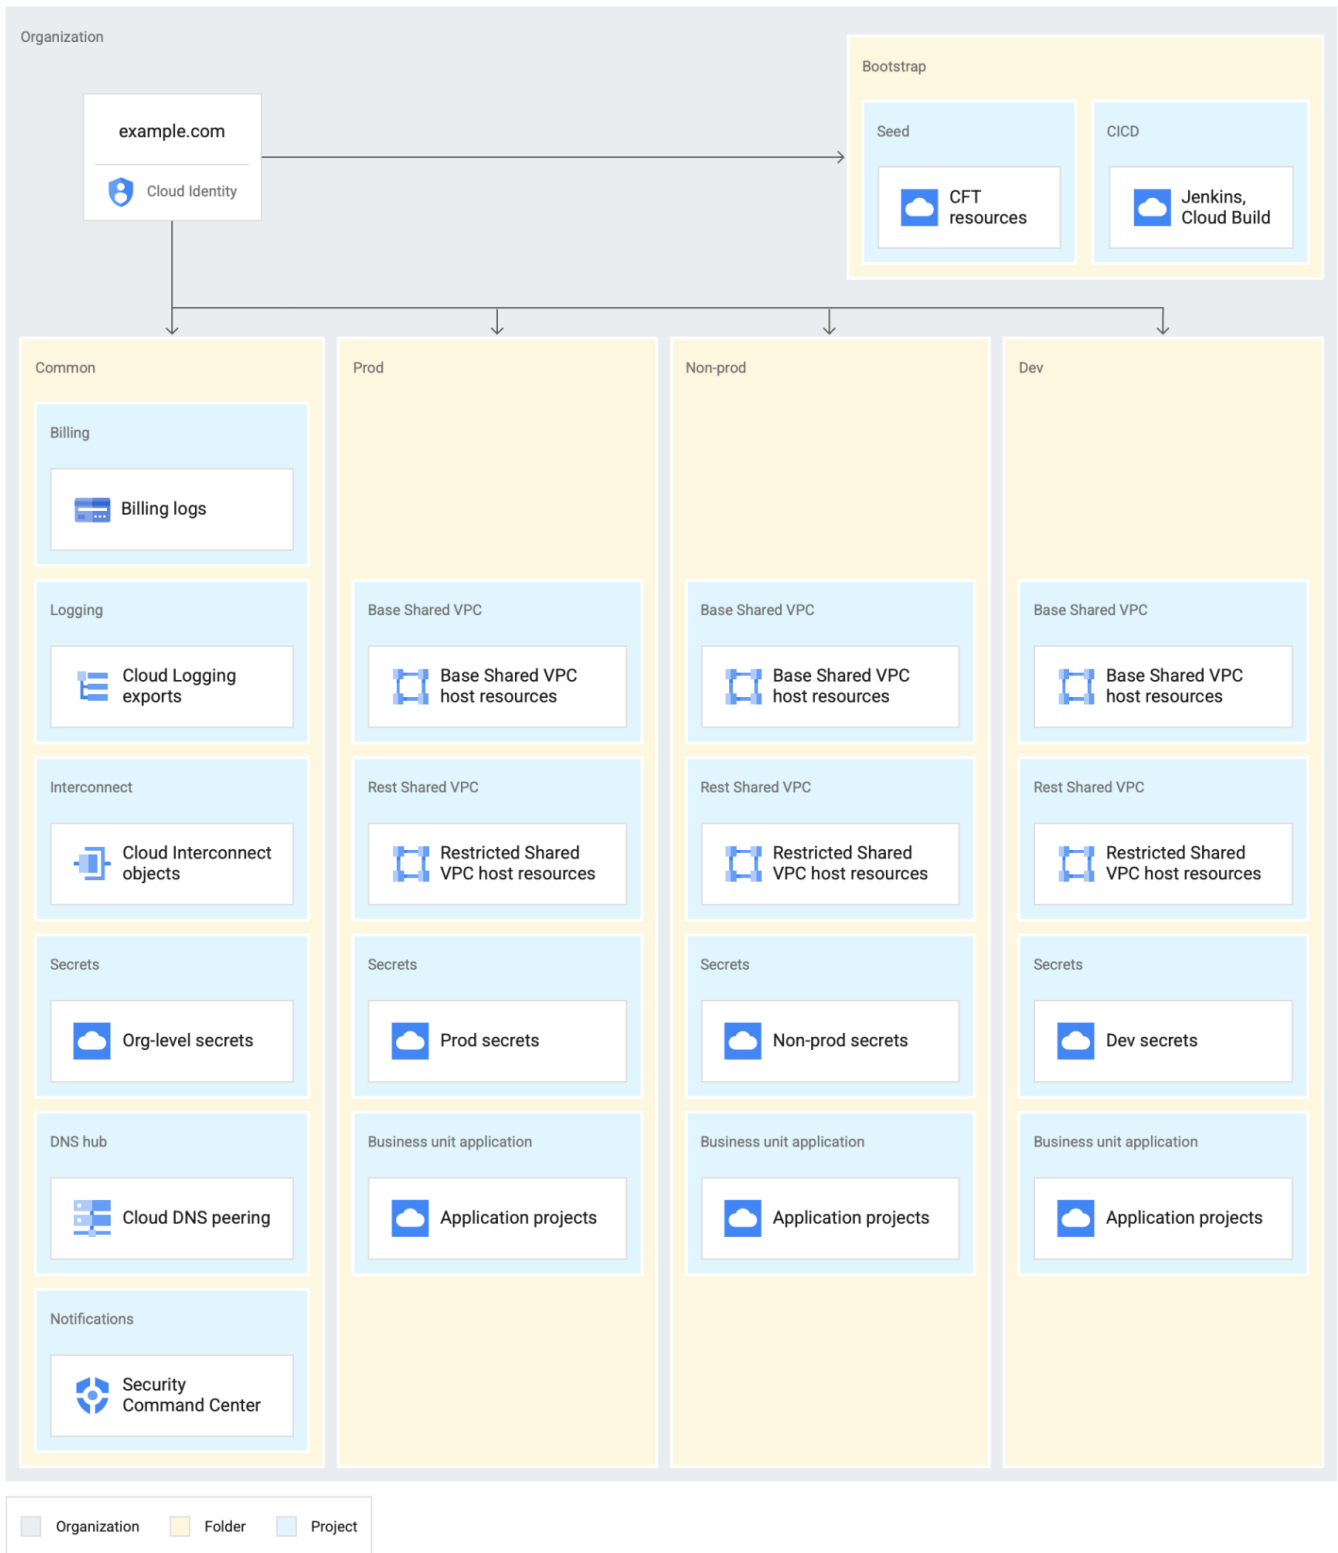 Organization
example.com
Cloud Identity
Bootstrap
Seed
CFT
resources
CICD
Jenkins,
Cloud Build
Common
Billing
Billing logs
Logging
Cloud Logging
exports
Interconnect
Cloud Interconnect
objects
Secrets
Org-level secrets
DNS hub
Cloud DNS peering
Notifications
Security
Command Center
Prod
Base Shared VPC
Base Shared VPC
host resources
Rest Shared VPC
Restricted Shared
VPC host resources
Secrets
Prod secrets
Business unit application
Application projects
Non-prod
Base Shared VPC
Base Shared VPC
host resources
Rest Shared VPC
Restricted Shared
VPC host resources
Secrets
Non-prod secrets
Business unit application
Application projects
Dev
Base Shared VPC
Base Shared VPC
host resources
Rest Shared VPC
Restricted Shared
VPC host resources
Secrets
Dev secrets
Business unit application
Application projects
Organization
Folder
Project